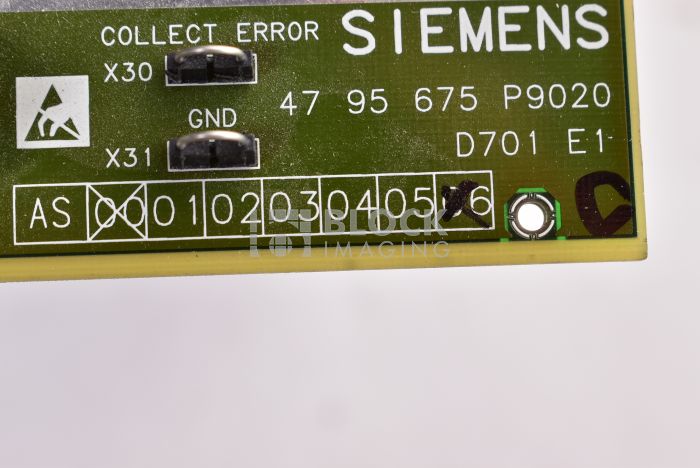 COLLECT ERROR
SIEMENS
X30
47 95 675 P9020
GND
D701 E1
X31
AS 00 01 02 03 04 05 06
BLOCK
IMAGING